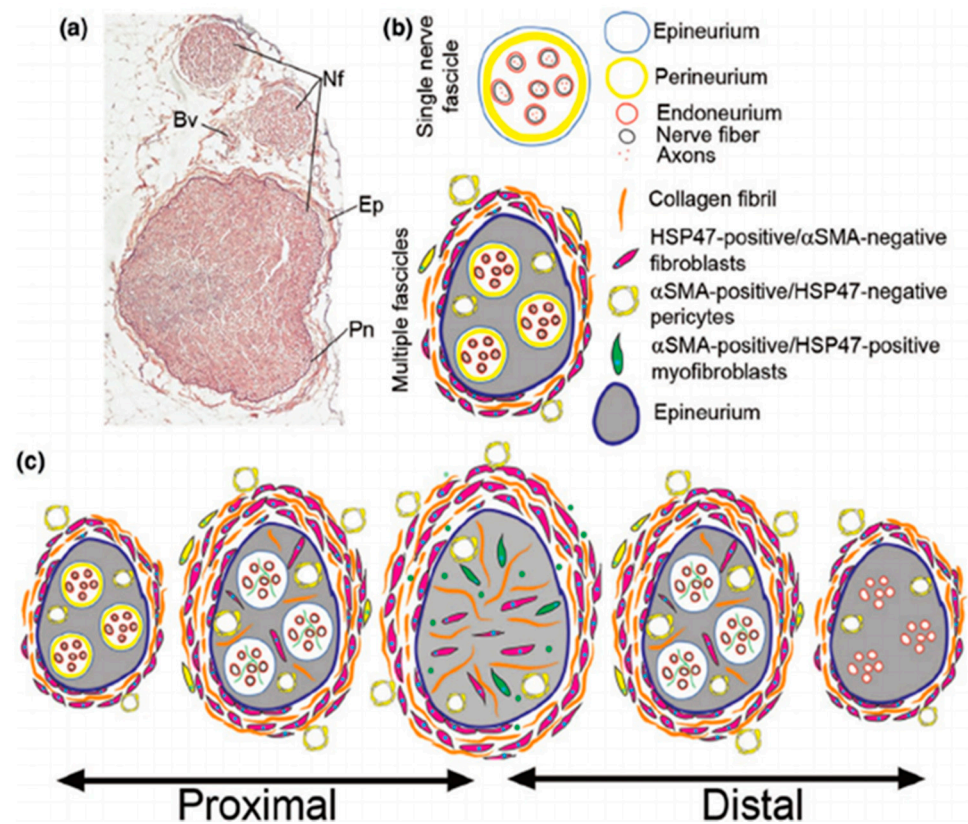 (a)
Nf
Bv
Ep
Pn
(b)
Single nerve
fascicle
Multiple fascicles
Epineurium
Perineurium
Endoneurium
Nerve fiber
Axons
Collagen fibril
HSP47-positive/αSMA-negative
fibroblasts
αSMA-positive/HSP47-negative
pericytes
αSMA-positive/HSP47-positive
myofibroblasts
Epineurium
(c)
Proximal
Distal